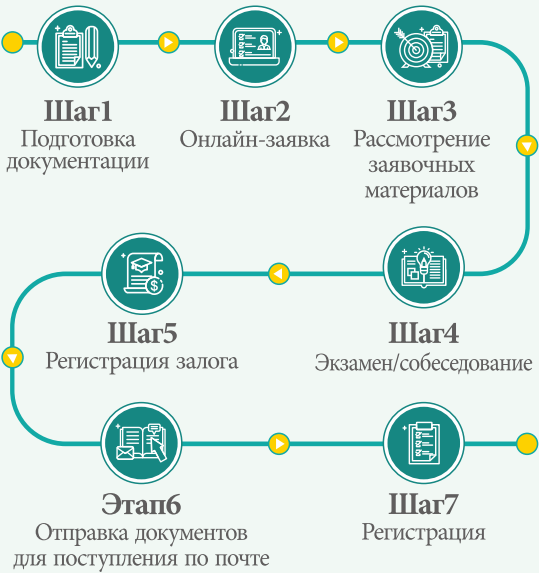 Шаг1
Подготовка
документации
Шаг2
Онлайн-заявка
Шаг3
Рассмотрение
заявочных
материалов
Шаг4
Экзамен/собеседование
Шаг5
Регистрация залога
Этап6
Отправка документов
для поступления по почте
Шаг7
Регистрация